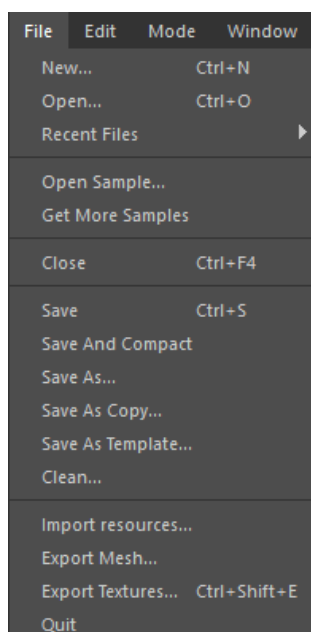 File Edit Mode Window
New... Ctrl+N
Open... Ctrl+O
Recent Files
Open Sample...
Get More Samples
Close Ctrl+F4
Save Ctrl+S
Save And Compact
Save As...
Save As Copy...
Save As Template...
Clean...
Import resources...
Export Mesh...
Export Textures... Ctrl+Shift+E
Quit